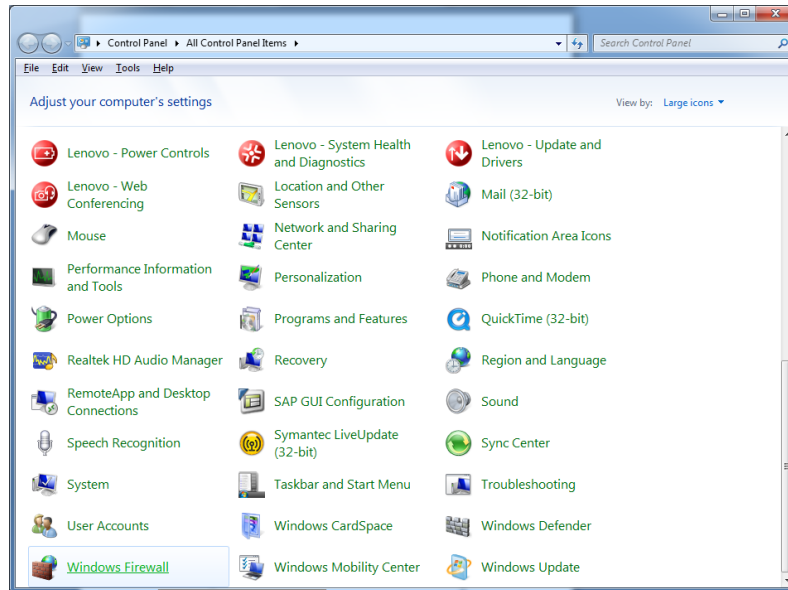 Control Panel All Control Panel Items
Search Control Panel
File Edit View Tools Help
Adjust your computer's settings
View by: Large icons
Lenovo - Power Controls
Lenovo - System Health
and Diagnostics
Lenovo - Update and
Drivers
Lenovo - Web
Conferencing
Location and Other
Sensors
Mail (32-bit)
Mouse
Network and Sharing
Center
Notification Area Icons
Performance Information
and Tools
Personalization
Phone and Modem
Power Options
Programs and Features
QuickTime (32-bit)
Realtek HD Audio Manager
Recovery
Region and Language
RemoteApp and Desktop
Connections
SAP GUI Configuration
Sound
Speech Recognition
Symantec LiveUpdate
(32-bit)
Sync Center
System
Taskbar and Start Menu
Troubleshooting
User Accounts
Windows CardSpace
Windows Defender
Windows Firewall
Windows Mobility Center
Windows Update